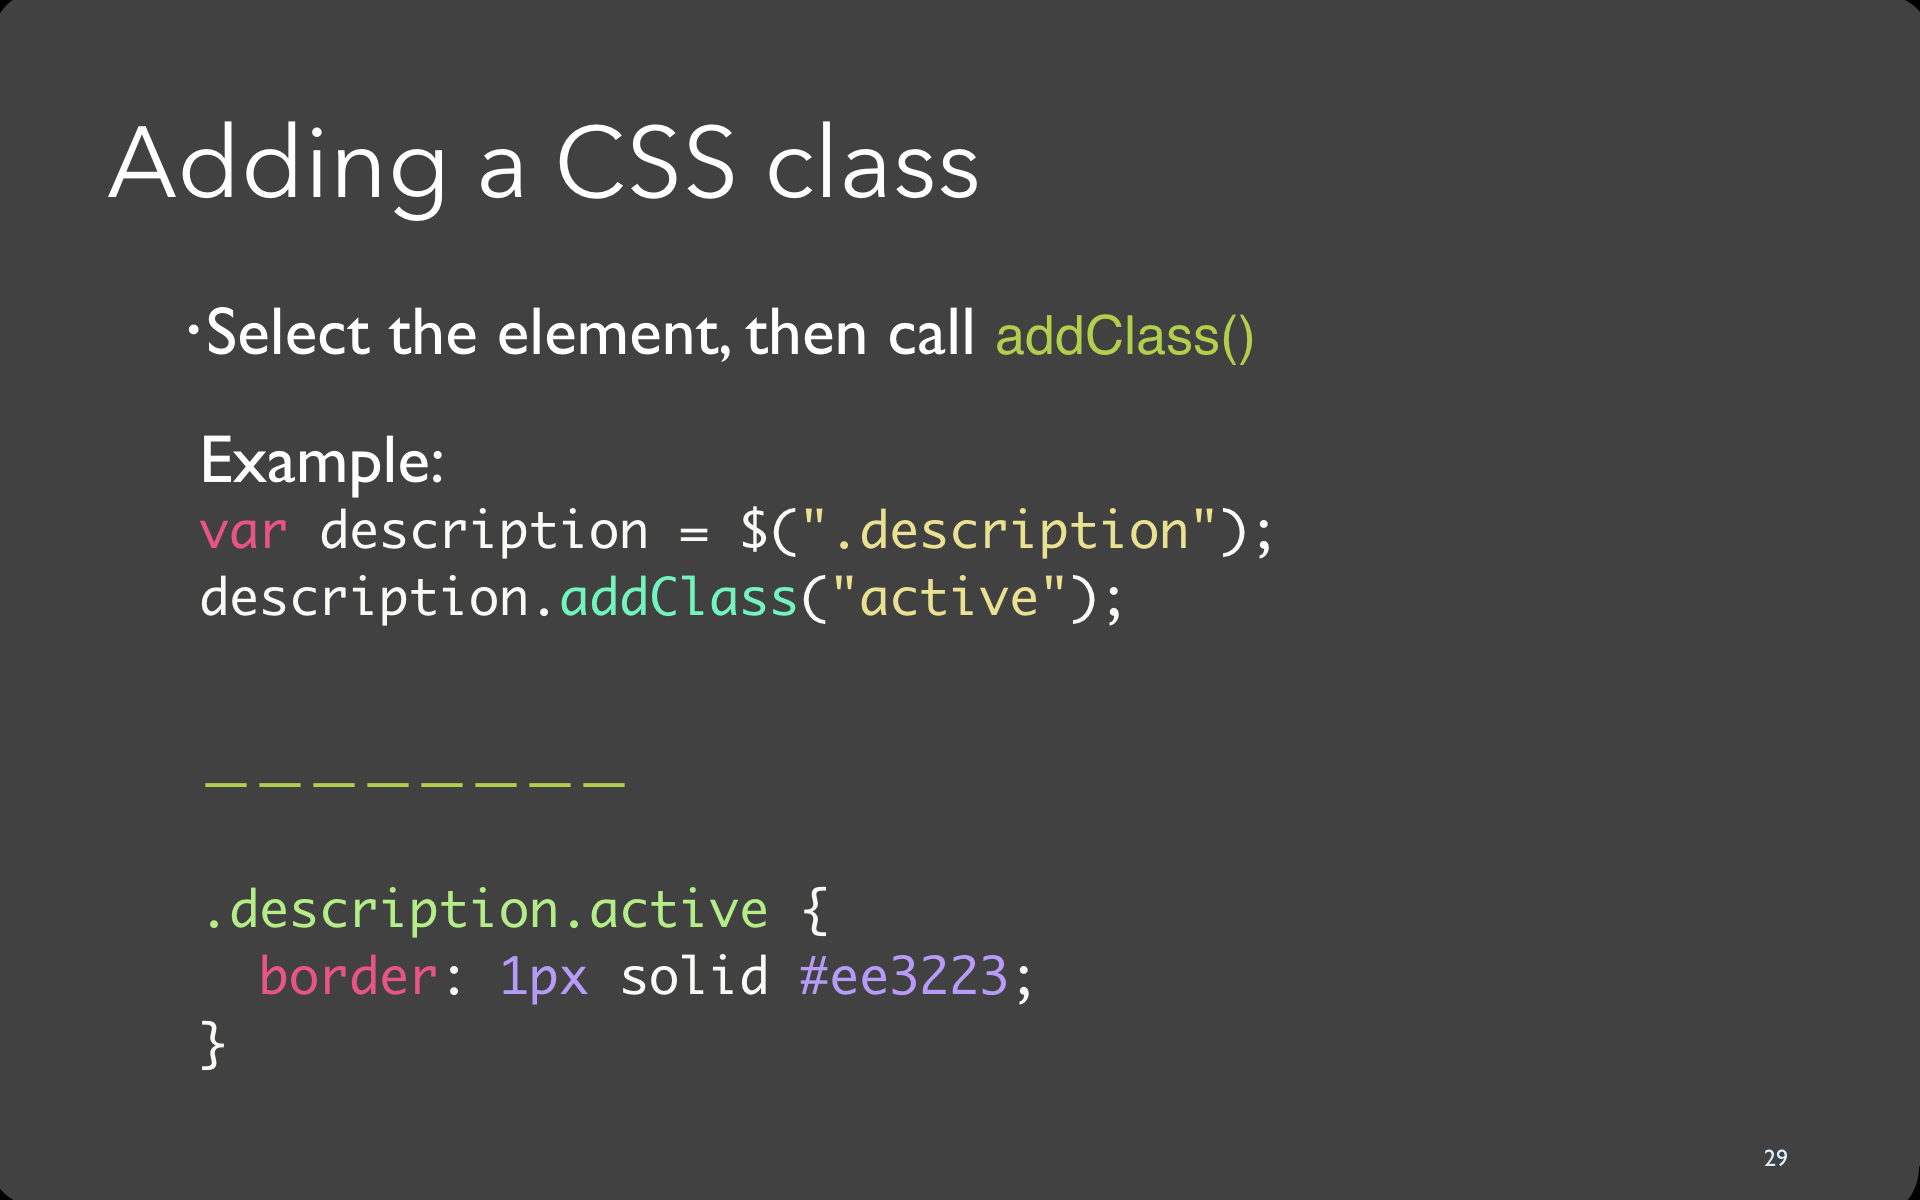 Adding a CSS class
•Select the element, then call addClass()
Example:
var description = $(".description");
description.addClass("active");
————————
.description.active {
  border: 1px solid #ee3223;
}
29